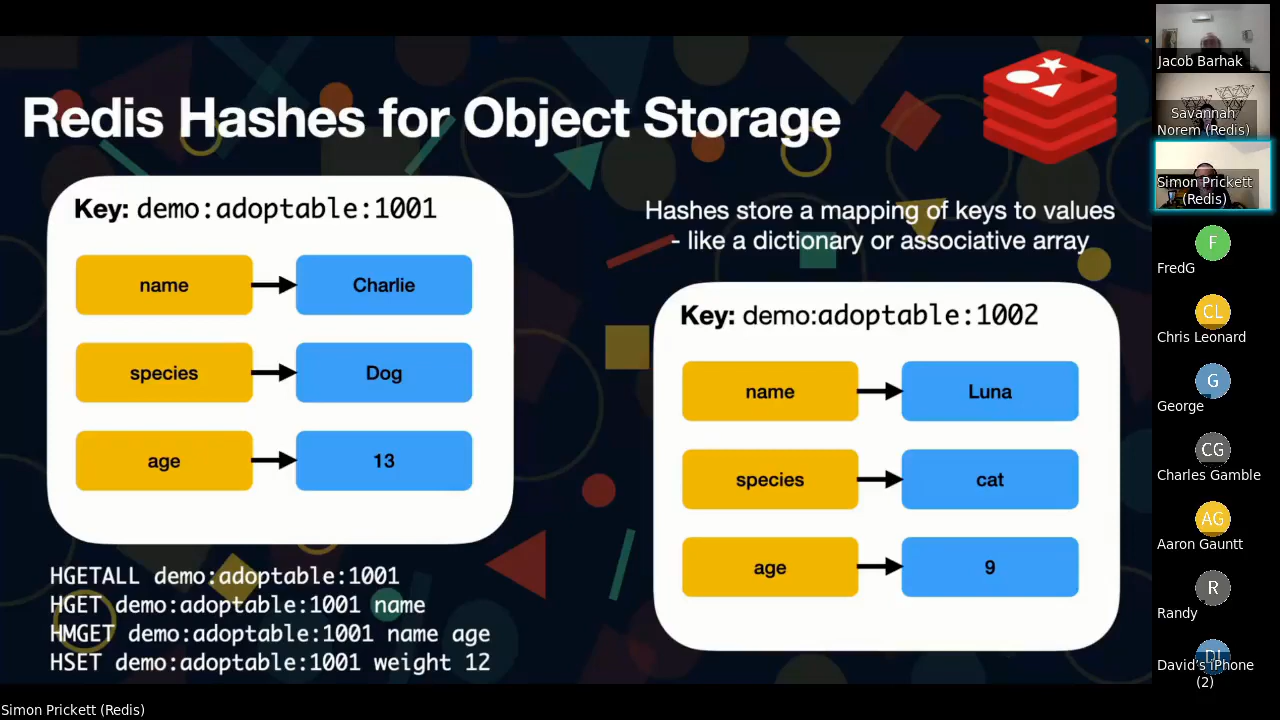 Redis Hashes for Object Storage
Key: demo:adoptable:1001
name
Charlie
species
Dog
age
13
HGETALL demo:adoptable:1001
HGET demo:adoptable:1001 name
HMGET demo:adoptable:1001 name age
HSET demo:adoptable:1001 weight 12
Hashes store a mapping of keys to values
- like a dictionary or associative array
Key: demo:adoptable:1002
name
Luna
species
cat
age
9
Jacob Barhak
Savannah
Norem (Redis)
Simon Prickett
(Redis)
F
FredG
CL
Chris Leonard
G
George
CG
Charles Gamble
AG
Aaron Gauntt
R
Randy
DI
David's iPhone
(2)
Simon Prickett (Redis)